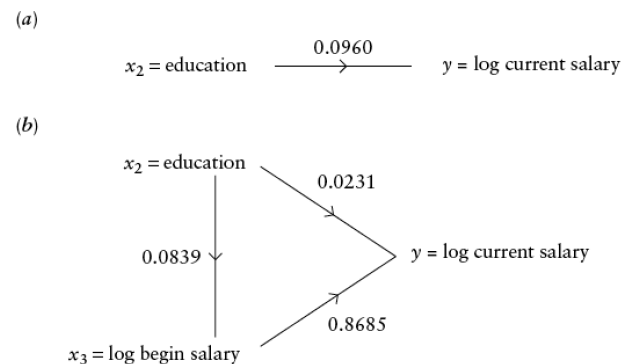 (a)
0.0960
x₂ = education
y = log current salary
(b)
x₂ = education
0.0231
0.0839
y = log current salary
0.8685
x₃ = log begin salary